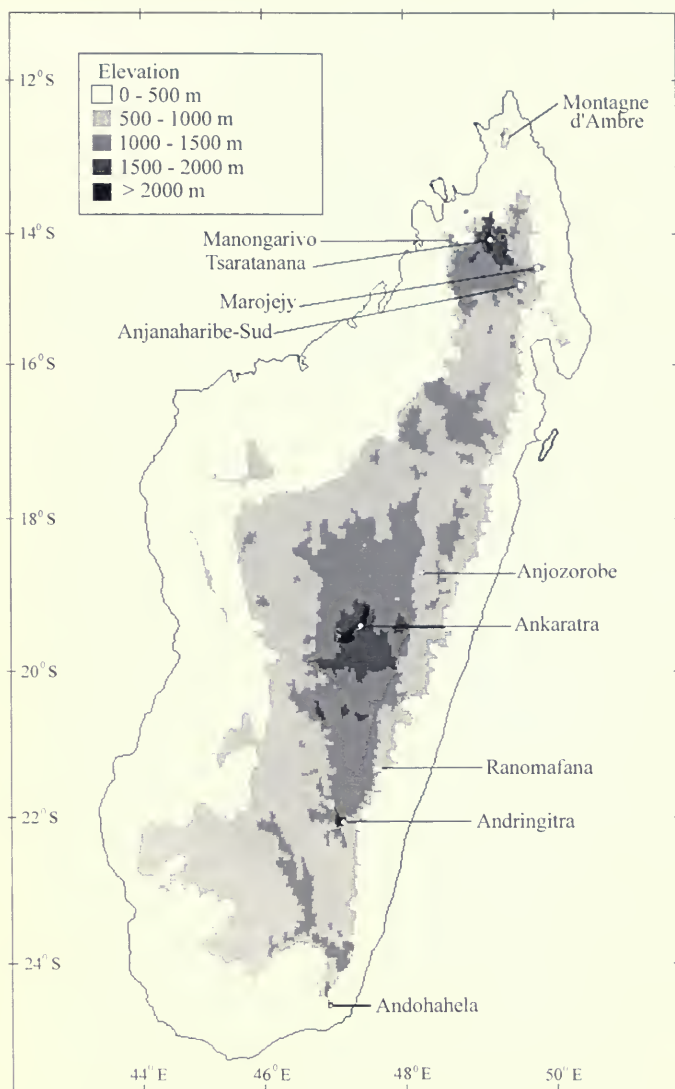 12°S
14°S
16°S
18°S
20°S
22°S
24°S
Elevation
0 - 500 m
500 - 1000 m
1000 - 1500 m
1500 - 2000 m
> 2000 m
Montagne
d'Ambre
Manongarivo
Tsaratanana
Marojejy
Anjanaharibe-Sud
Anjozorobe
Ankaratra
Ranomafana
Andringitra
Andohahela
44°E
46°E
48°E
50°E